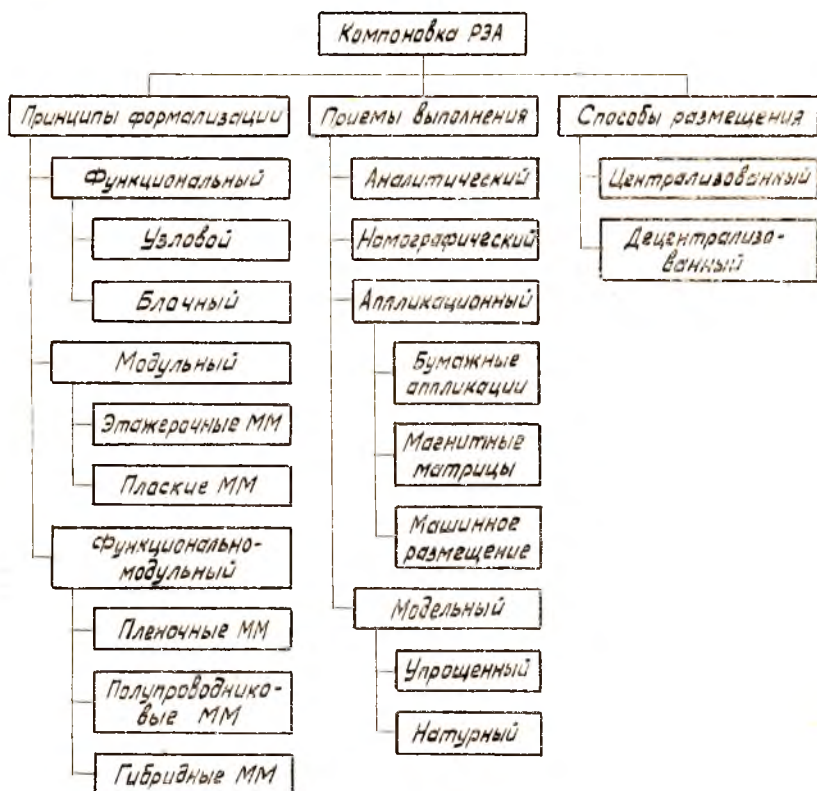 Компоновка РЭА
Принципы формализации
Функциональный
Узловой
Блочный
Модульный
Этажерочные ММ
Плоские ММ
Функционально-
модульный
Пленочные ММ
Полупроводнико-
вые ММ
Гибридные ММ
Приемы выполнения
Аналитический
Номографический
Аппликационный
Бумажные
аппликации
Магнитные
матрицы
Машинное
размещение
Модельный
Упрощенный
Натурный
Способы размещения
Централизованный
Децентрализо-
ванный